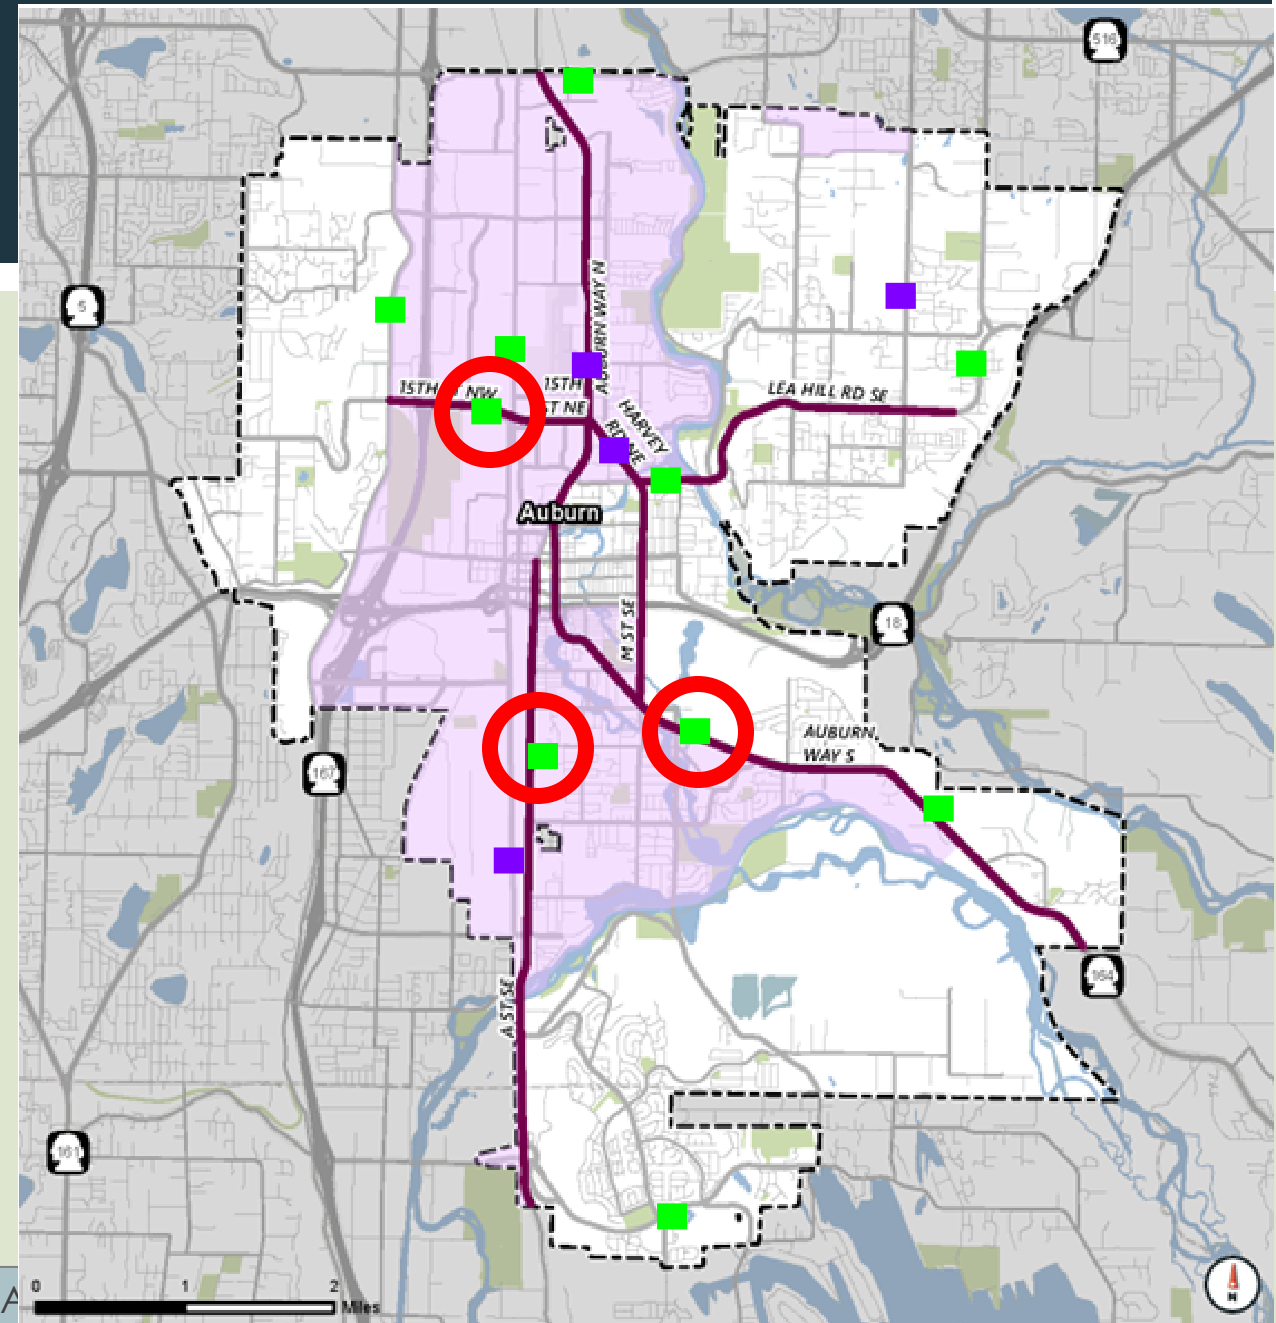 516
5
AUBURN WAY N
15TH ST NW
15TH
ST NE
HARVEY
RD NE
LEA HILL RD SE
Auburn
M ST SE
18
AUBURN
WAY S
167
164
A ST SE
161
0 1 2
Miles
N
A